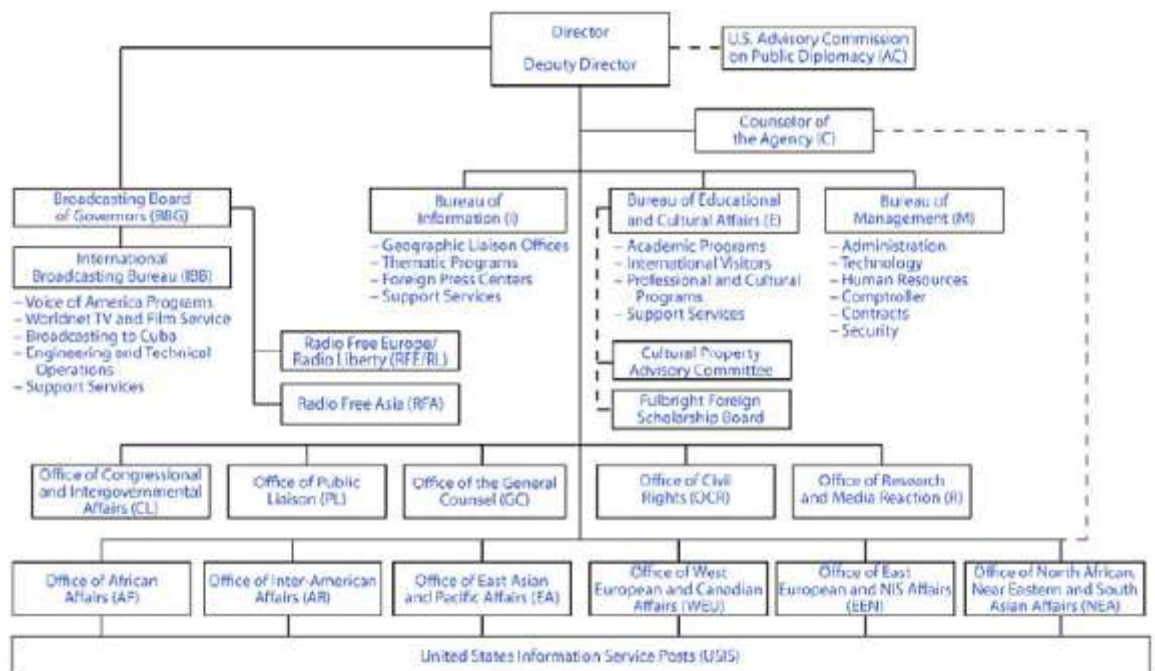 Director
Deputy Director
U.S. Advisory Commission
on Public Diplomacy (AC)
Counselor of
the Agency (C)
Broadcasting Board
of Governors (BBG)
International
Broadcasting Bureau (IBB)
– Voice of America Programs
– Worldnet TV and Film Service
– Broadcasting to Cuba
– Engineering and Technical
Operations
– Support Services
Radio Free Europe/
Radio Liberty (RFE/RL)
Radio Free Asia (RFA)
Bureau of
Information (I)
– Geographic Liaison Offices
– Thematic Programs
– Foreign Press Centers
– Support Services
Bureau of Educational
and Cultural Affairs (E)
– Academic Programs
– International Visitors
– Professional and Cultural
Programs
– Support Services
Cultural Property
Advisory Committee
Fulbright Foreign
Scholarship Board
Bureau of
Management (M)
– Administration
– Technology
– Human Resources
– Comptroller
– Contracts
– Security
Office of Congressional
and Intergovernmental
Affairs (CL)
Office of Public
Liaison (PL)
Office of the General
Counsel (GC)
Office of Civil
Rights (OCR)
Office of Research
and Media Reaction (R)
Office of African
Affairs (AF)
Office of Inter-American
Affairs (AR)
Office of East Asian
and Pacific Affairs (EA)
Office of West
European and Canadian
Affairs (WEU)
Office of East
European and NIS Affairs
(EEN)
Office of North African,
Near Eastern and South
Asian Affairs (NEA)
United States Information Service Posts (USIS)